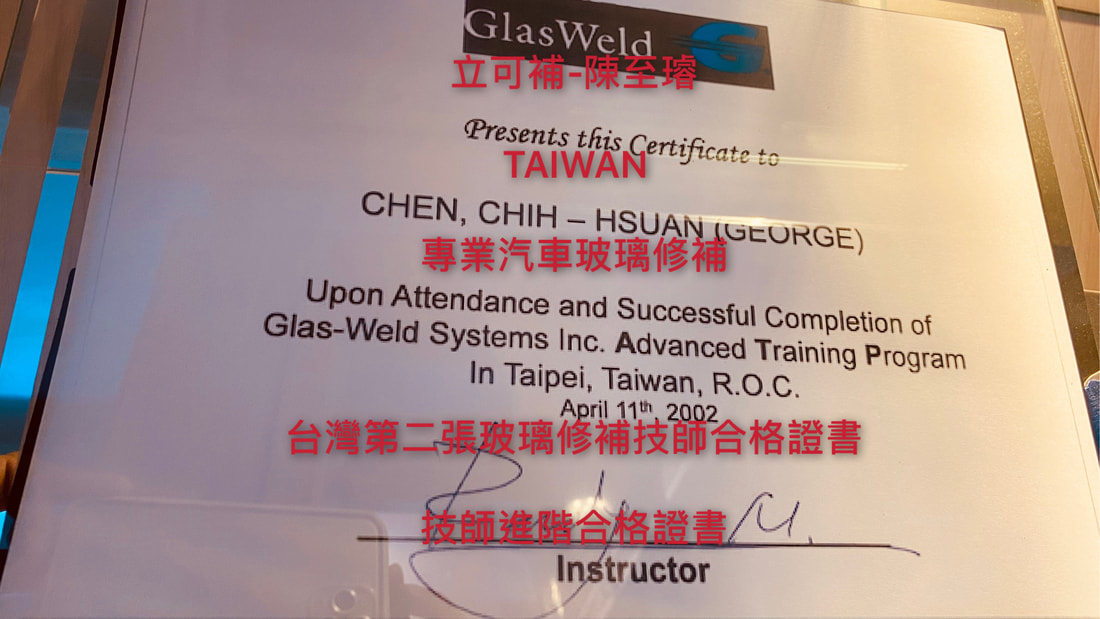 GlasWeld G
立可補-陳至璿
Presents this Certificate to
TAIWAN
CHEN, CHIH – HSUAN (GEORGE)
專業汽車玻璃修補
Upon Attendance and Successful Completion of
Glas-Weld Systems Inc. Advanced Training Program
In Taipei, Taiwan, R.O.C.
April 11th, 2002
台灣第二張玻璃修補技師合格證書
技師進階合格證書
Instructor